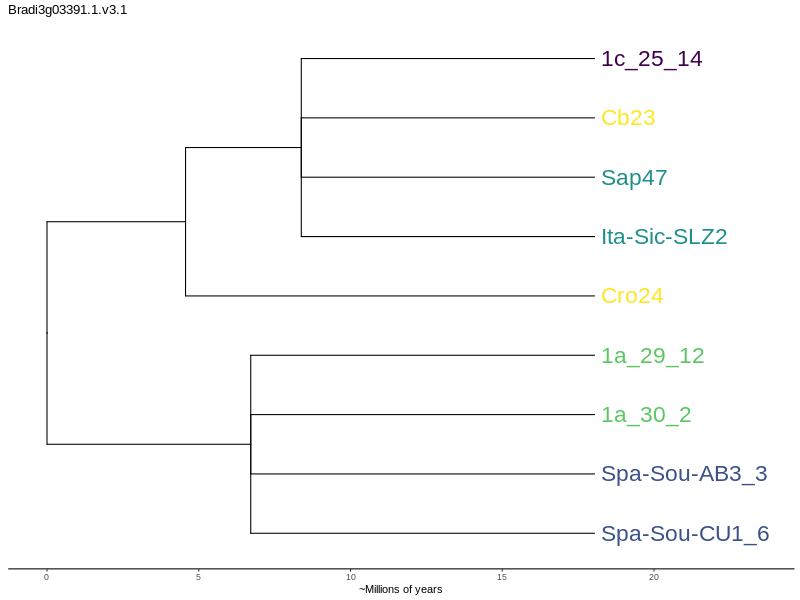 Bradi3g03391.1.v3.1
1c_25_14
Cb23
Sap47
Ita-Sic-SLZ2
Cro24
1a_29_12
1a_30_2
Spa-Sou-AB3_3
Spa-Sou-CU1_6
0 5 10 15 20
~Millions of years